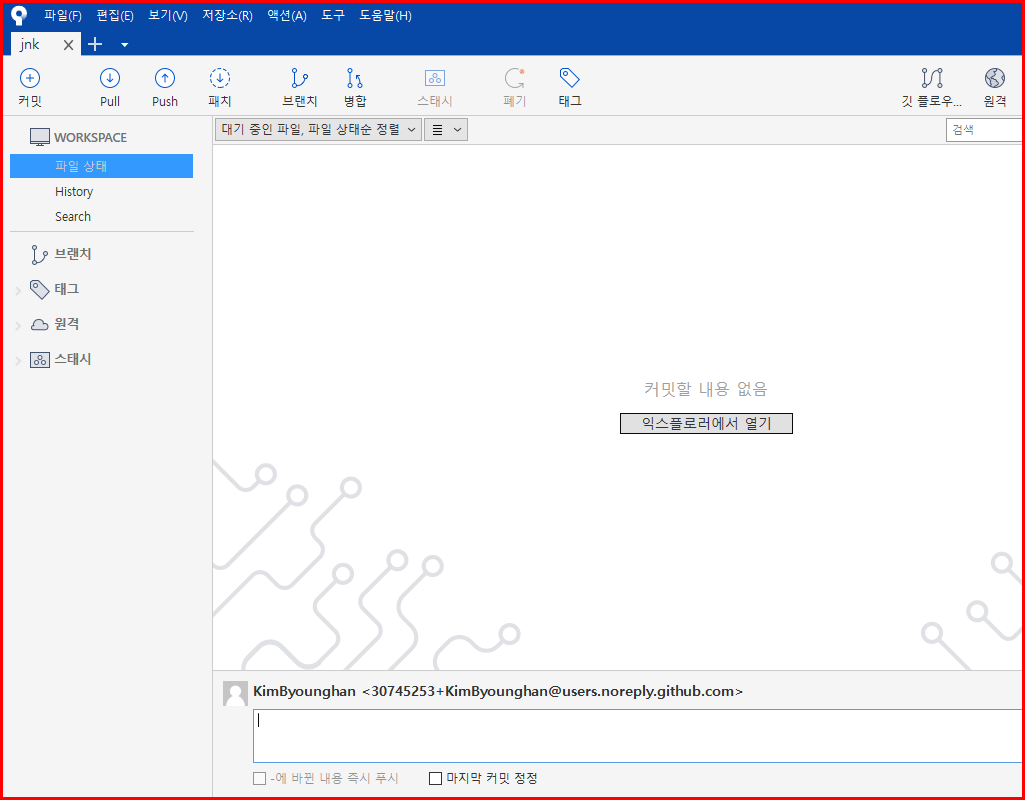 파일(F) 편집(E) 보기(V) 저장소(R) 액션(A) 도구 도움말(H)
jnk
커밋 Pull Push 패치 브랜치 병합 스태시 폐기 태그 깃 플로우... 원격
대기 중인 파일, 파일 상태순 정렬 검색
WORKSPACE
파일 상태
History
Search
브랜치
태그
원격
스태시
커밋할 내용 없음
익스플로러에서 열기
KimByounghan <30745253+KimByounghan@users.noreply.github.com>
-에 바뀐 내용 즉시 푸시 마지막 커밋 정정